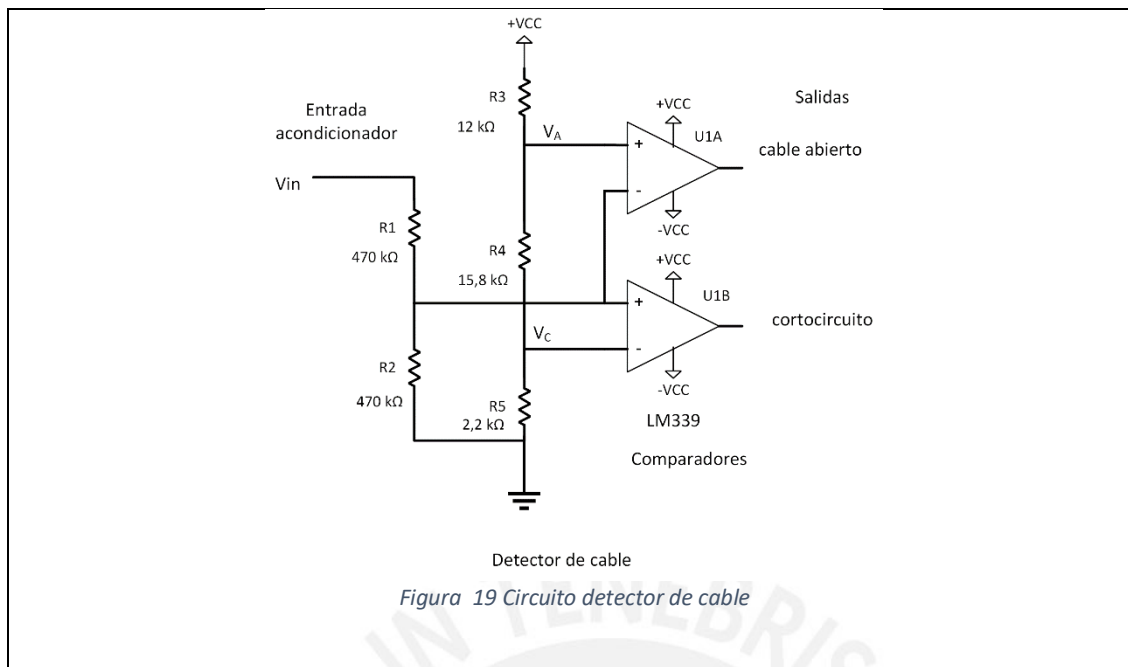 +VCC
R3
12 kΩ
Entrada
acondicionador
Vin
R1
470 kΩ
V_A
+
-
+VCC
U1A
-VCC
Salidas
cable abierto
R4
15,8 kΩ
+VCC
U1B
+
-
-VCC
cortocircuito
V_C
R2
470 kΩ
R5
2,2 kΩ
LM339
Comparadores
Detector de cable
Figura 19 Circuito detector de cable
IN TENEBRIS